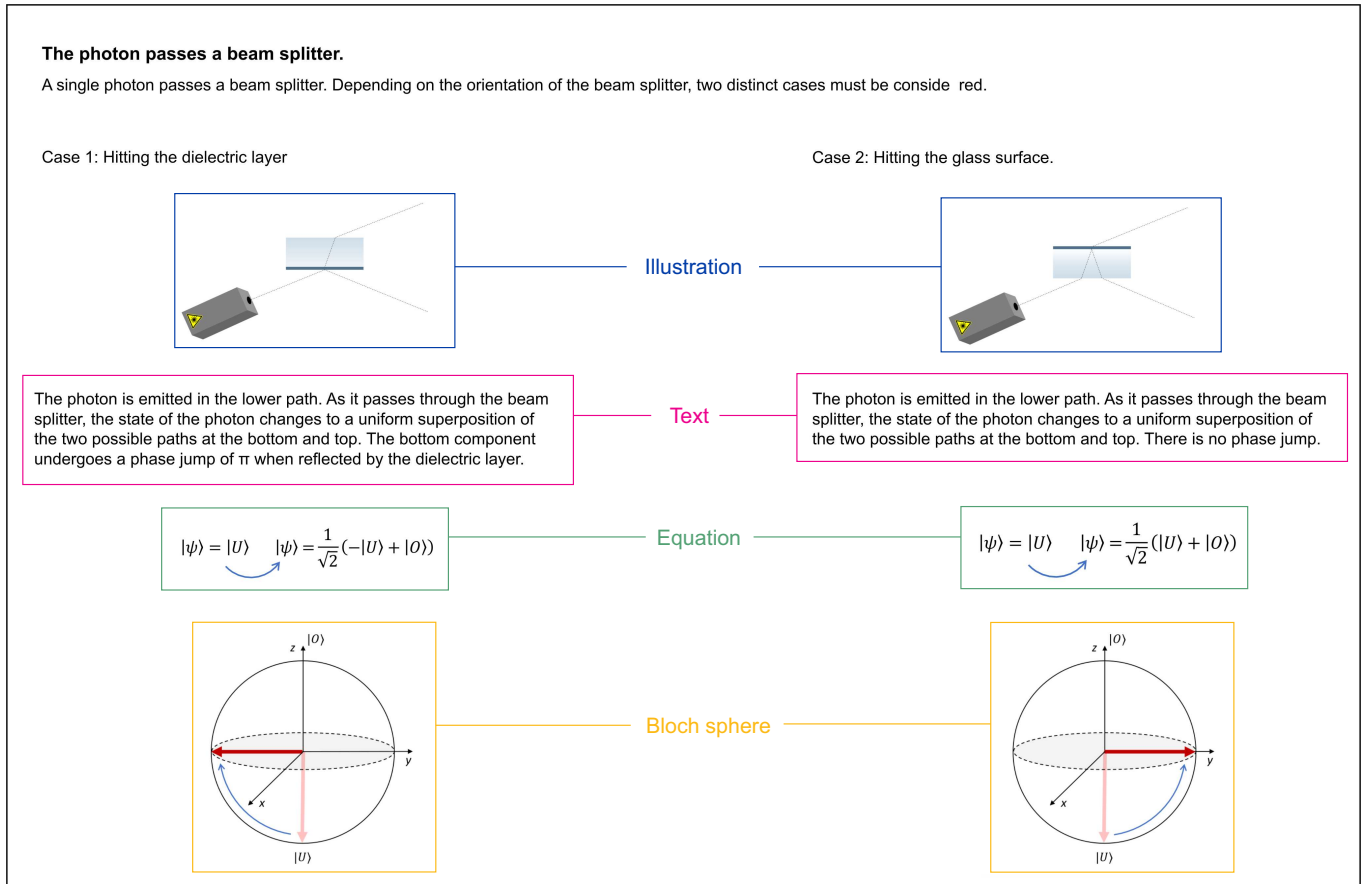 The photon passes a beam splitter.
A single photon passes a beam splitter. Depending on the orientation of the beam splitter, two distinct cases must be conside  red.
Case 1: Hitting the dielectric layer
Case 2: Hitting the glass surface.
Illustration
The photon is emitted in the lower path. As it passes through the beam
splitter, the state of the photon changes to a uniform superposition of
the two possible paths at the bottom and top. The bottom component
undergoes a phase jump of π when reflected by the dielectric layer.
Text
The photon is emitted in the lower path. As it passes through the beam
splitter, the state of the photon changes to a uniform superposition of
the two possible paths at the bottom and top. There is no phase jump.
|ψ⟩ = |U⟩ |ψ⟩ = 1/√2 (−|U⟩ + |O⟩)
Equation
|ψ⟩ = |U⟩ |ψ⟩ = 1/√2 (|U⟩ + |O⟩)
z |O⟩
y
x
|U⟩
Bloch sphere
z |O⟩
y
x
|U⟩